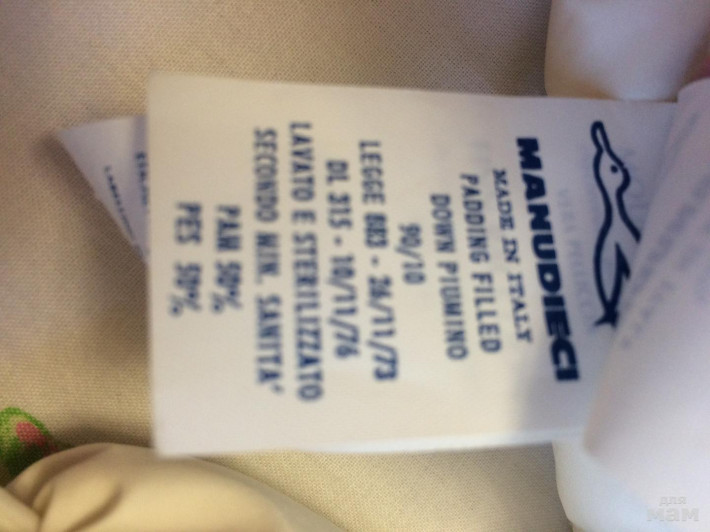 MANUDIECI
MADE IN ITALY
PADDING FILLED
DOWN PIUMINO
90/10
LEGGE 883 - 26/11/73
DL 315 - 10/11/76
LAVATO E STERILIZZATO
SECONDO MIN. SANITA'
PAN 50%
PES 50%
для
мам